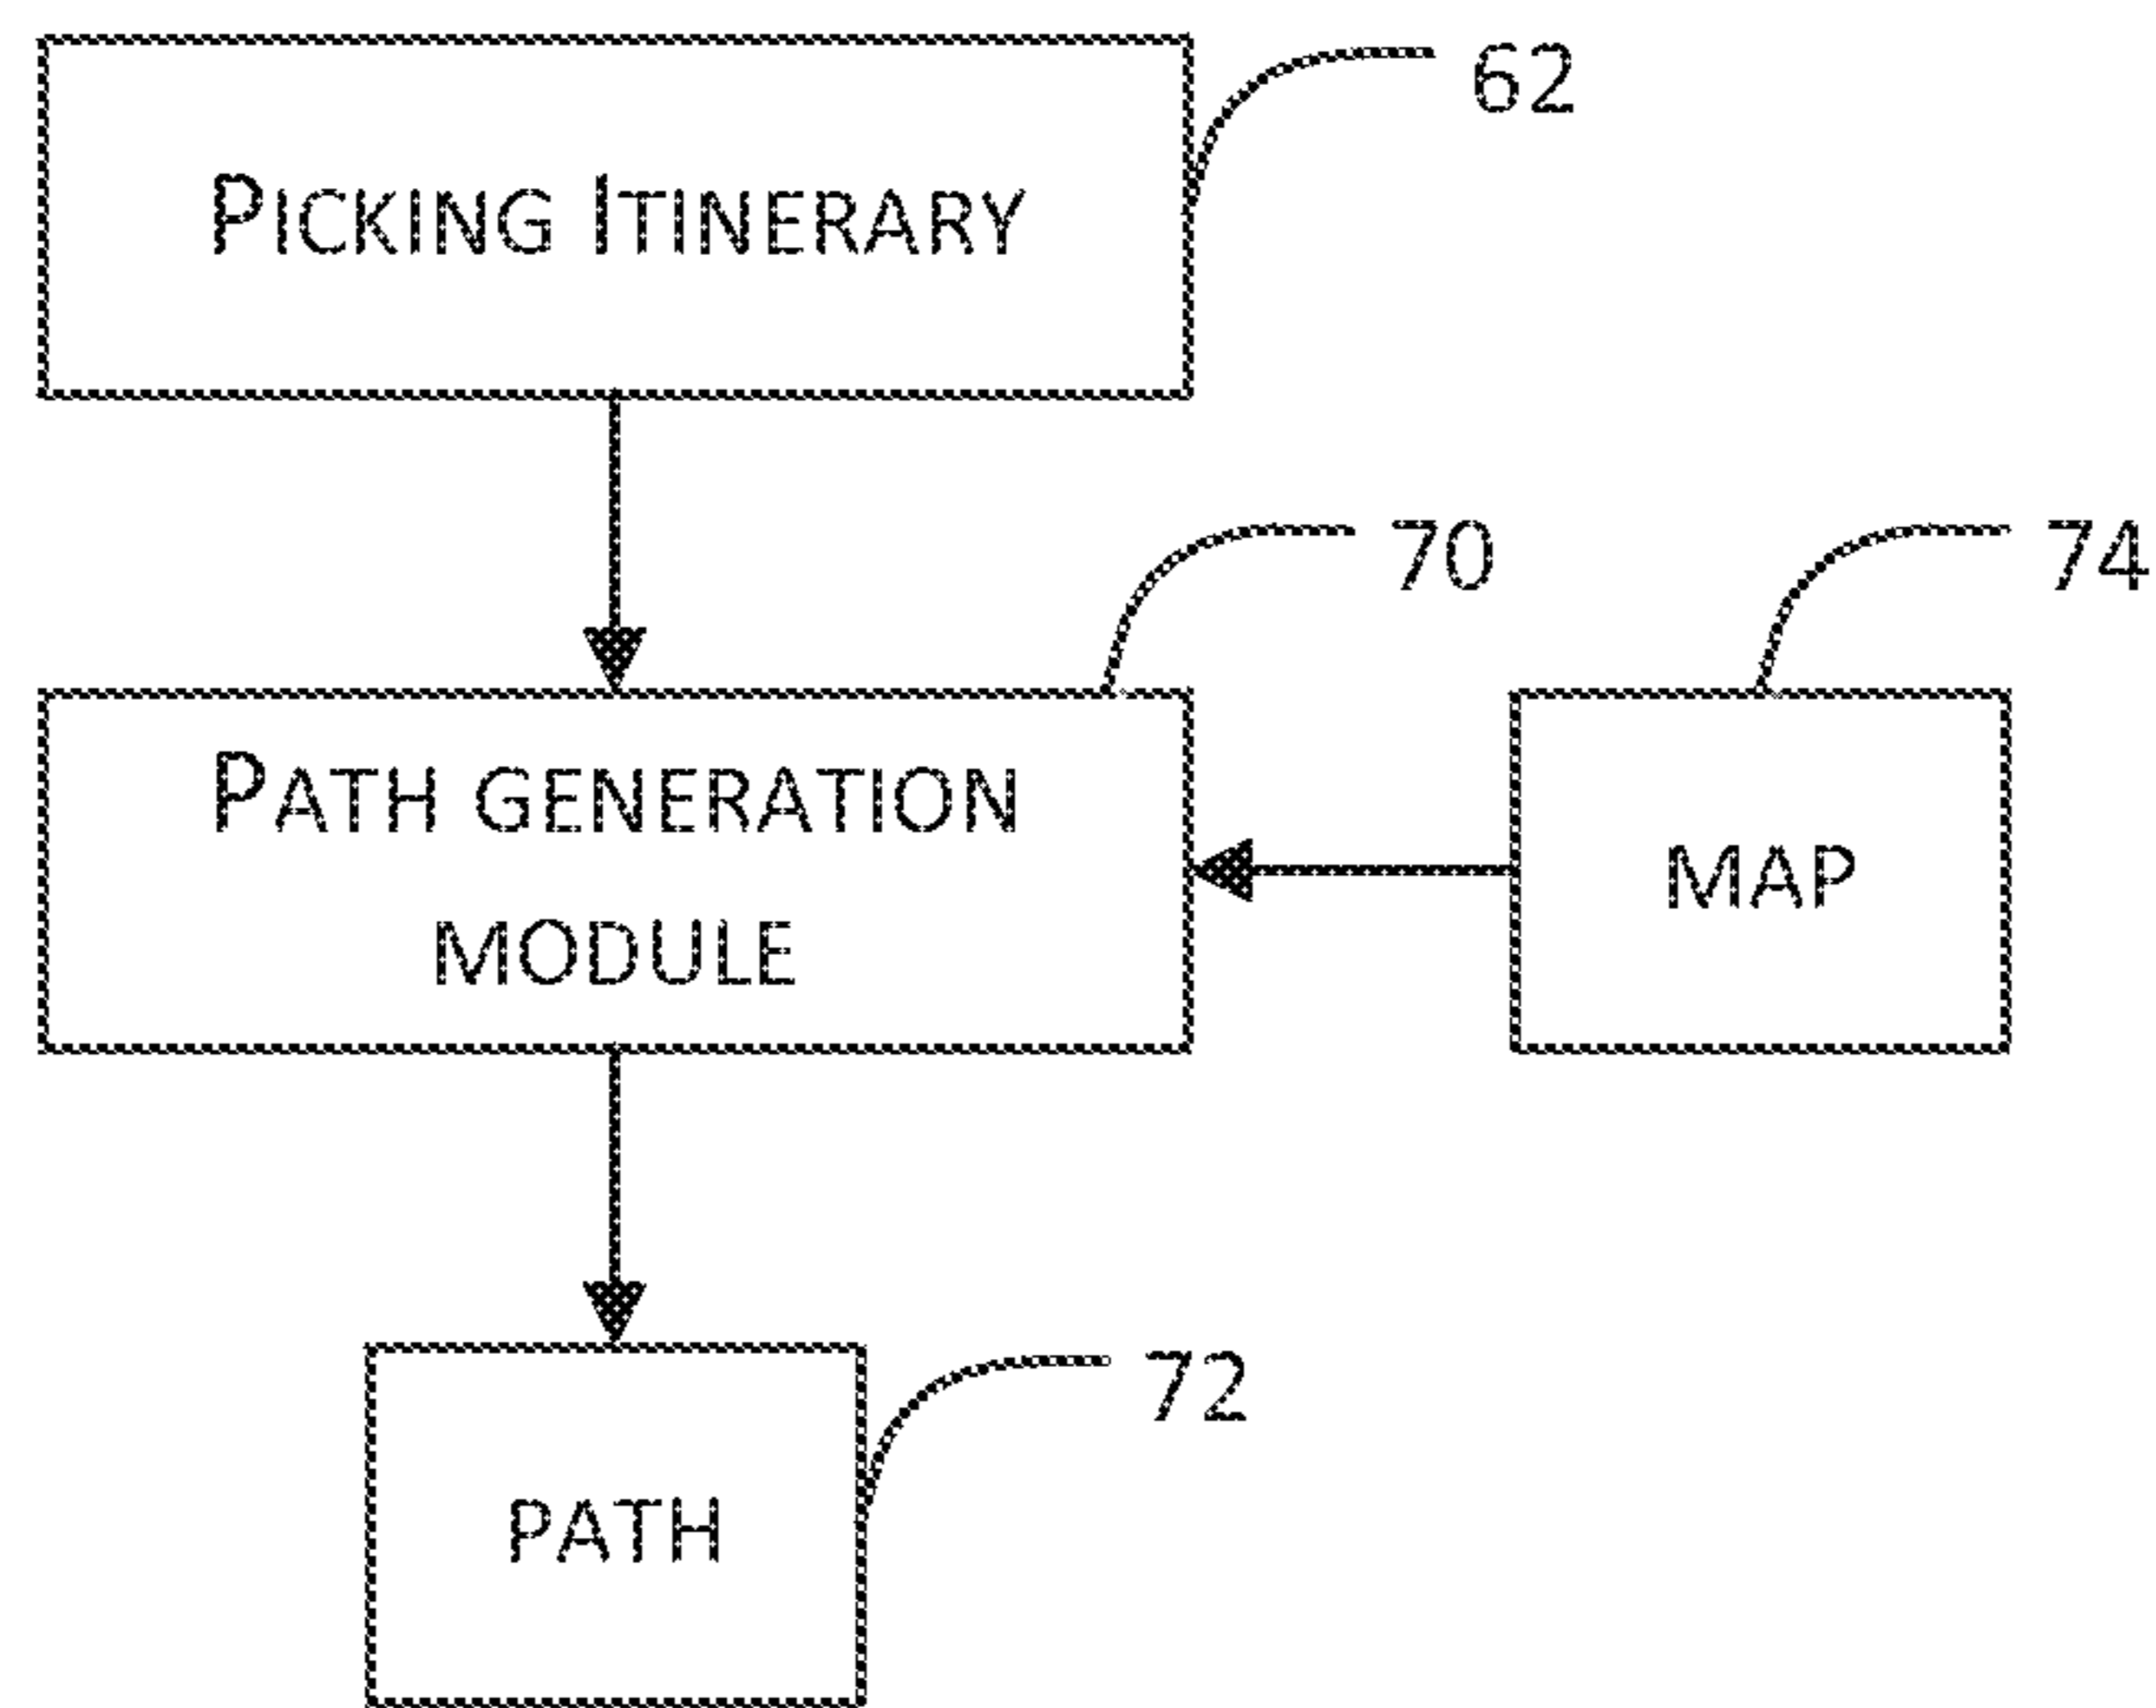 PICKING ITINERARY
62
70
74
PATH GENERATION
MODULE
MAP
72
PATH